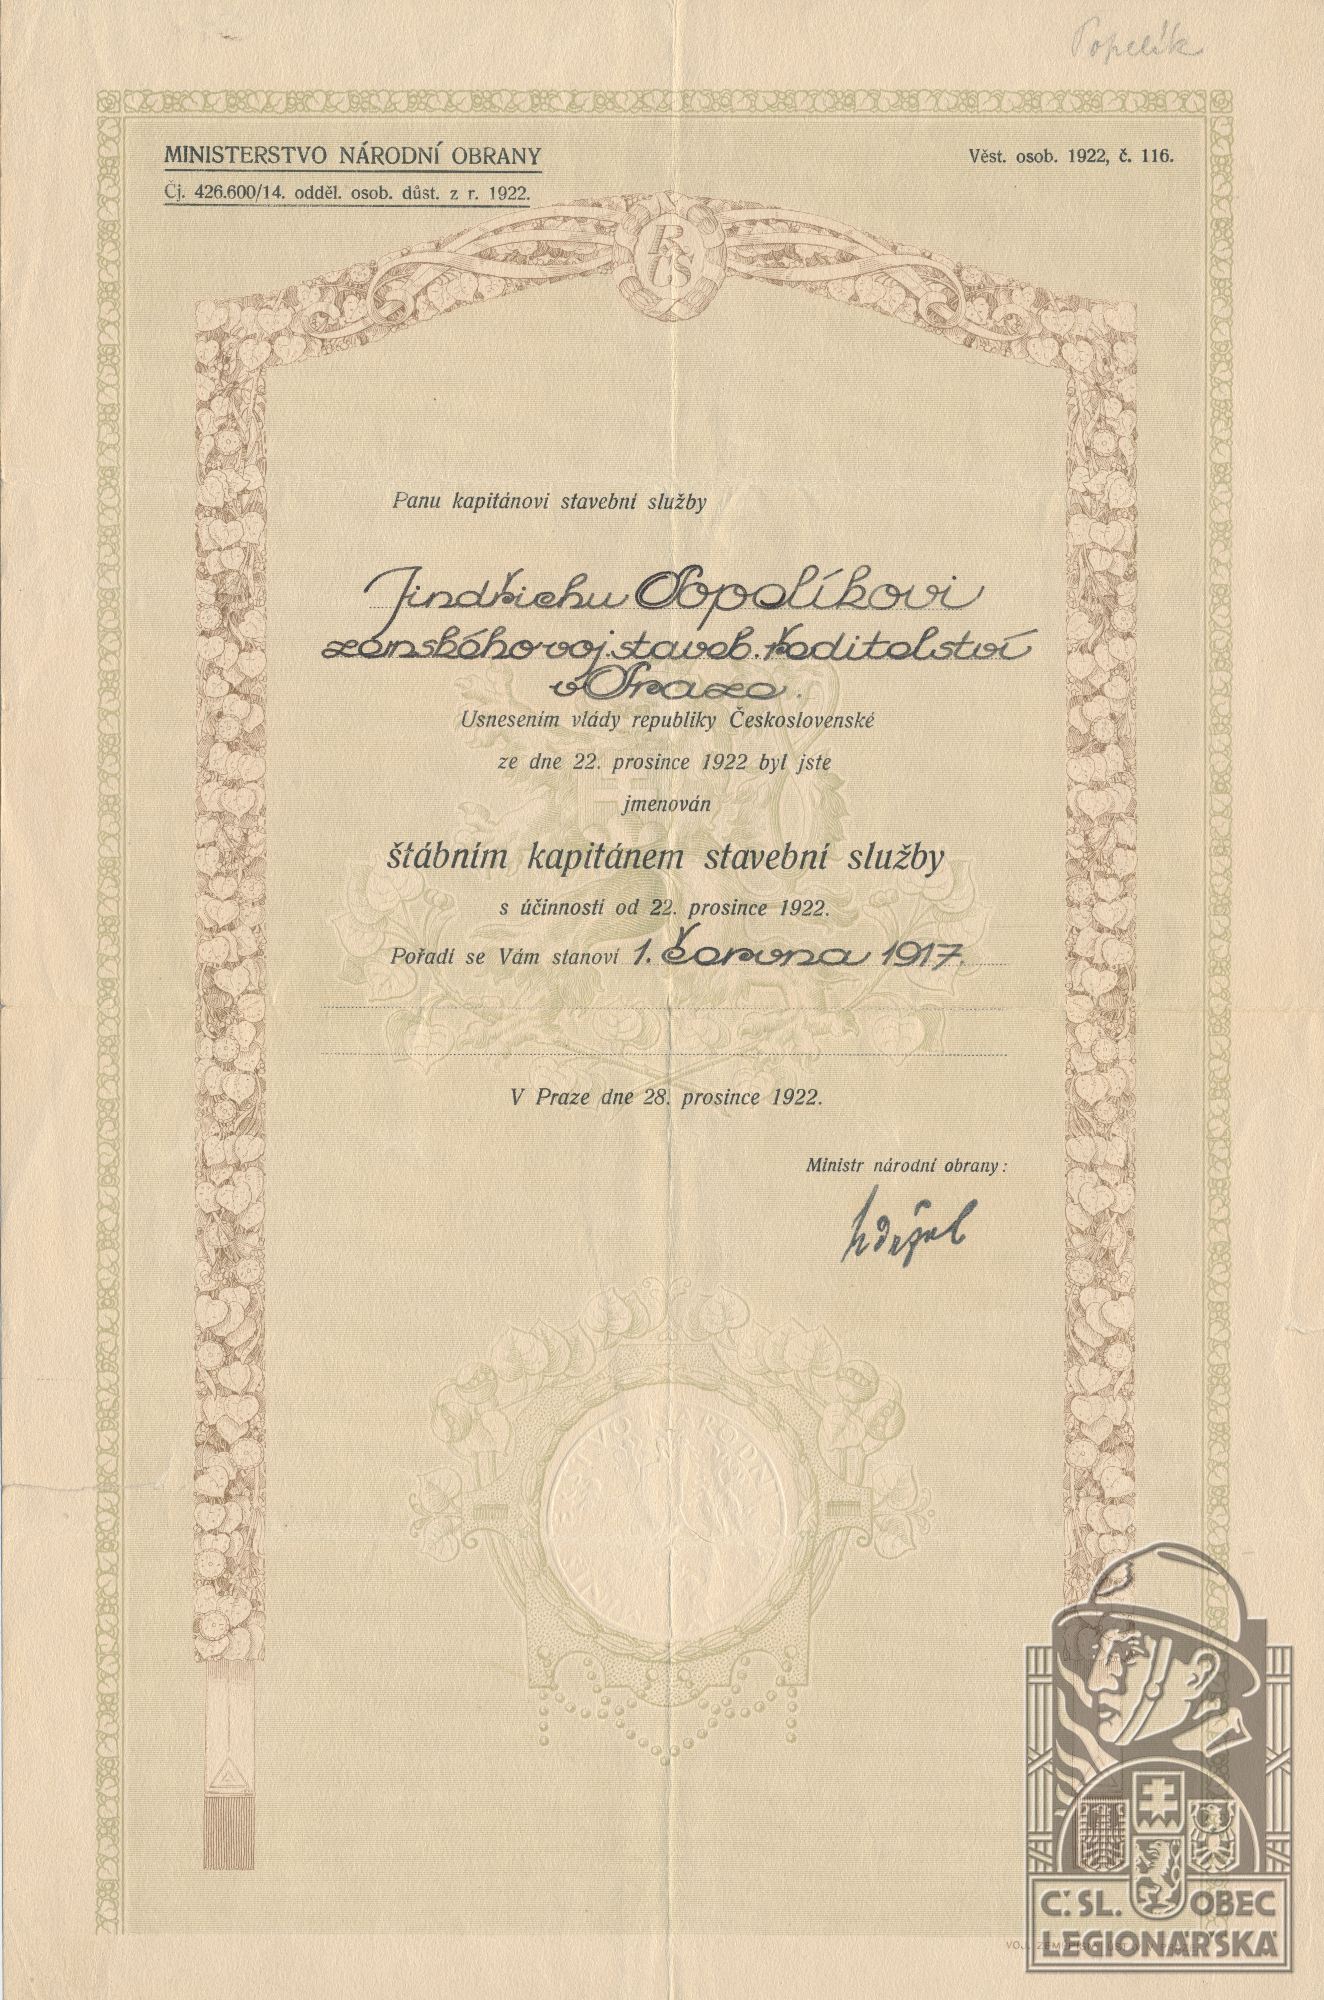 Popelík
MINISTERSTVO NÁRODNÍ OBRANY
Věst. osob. 1922, č. 116.
Čj. 426.600/14. odděl. osob. důst. z r. 1922.
RČS
Panu kapitánovi stavební služby
Jindřichu Popelíkovi
zemského voj. staveb. ředitelství
v Praze.
Usnesením vlády republiky Československé
ze dne 22. prosince 1922 byl jste
jmenován
štábním kapitánem stavební služby
s účinností od 22. prosince 1922.
Pořadí se Vám stanoví 1. června 1917.
V Praze dne 28. prosince 1922.
Ministr národní obrany:
Udržal
Č. SL. OBEC
LEGIONÁŘSKÁ